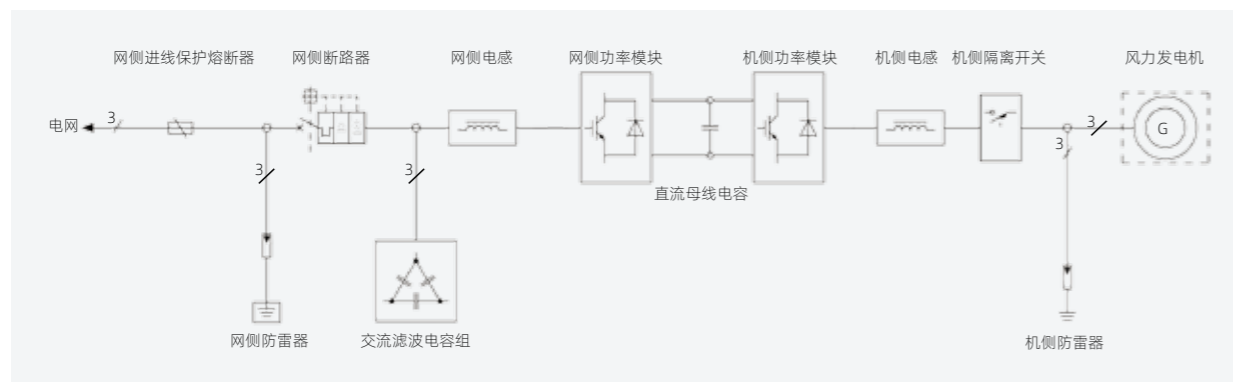 网侧进线保护熔断器
网侧断路器
网侧电感
网侧功率模块
机侧功率模块
机侧电感
机侧隔离开关
风力发电机
电网
3
3
G
3
3
3
直流母线电容
网侧防雷器
交流滤波电容组
机侧防雷器